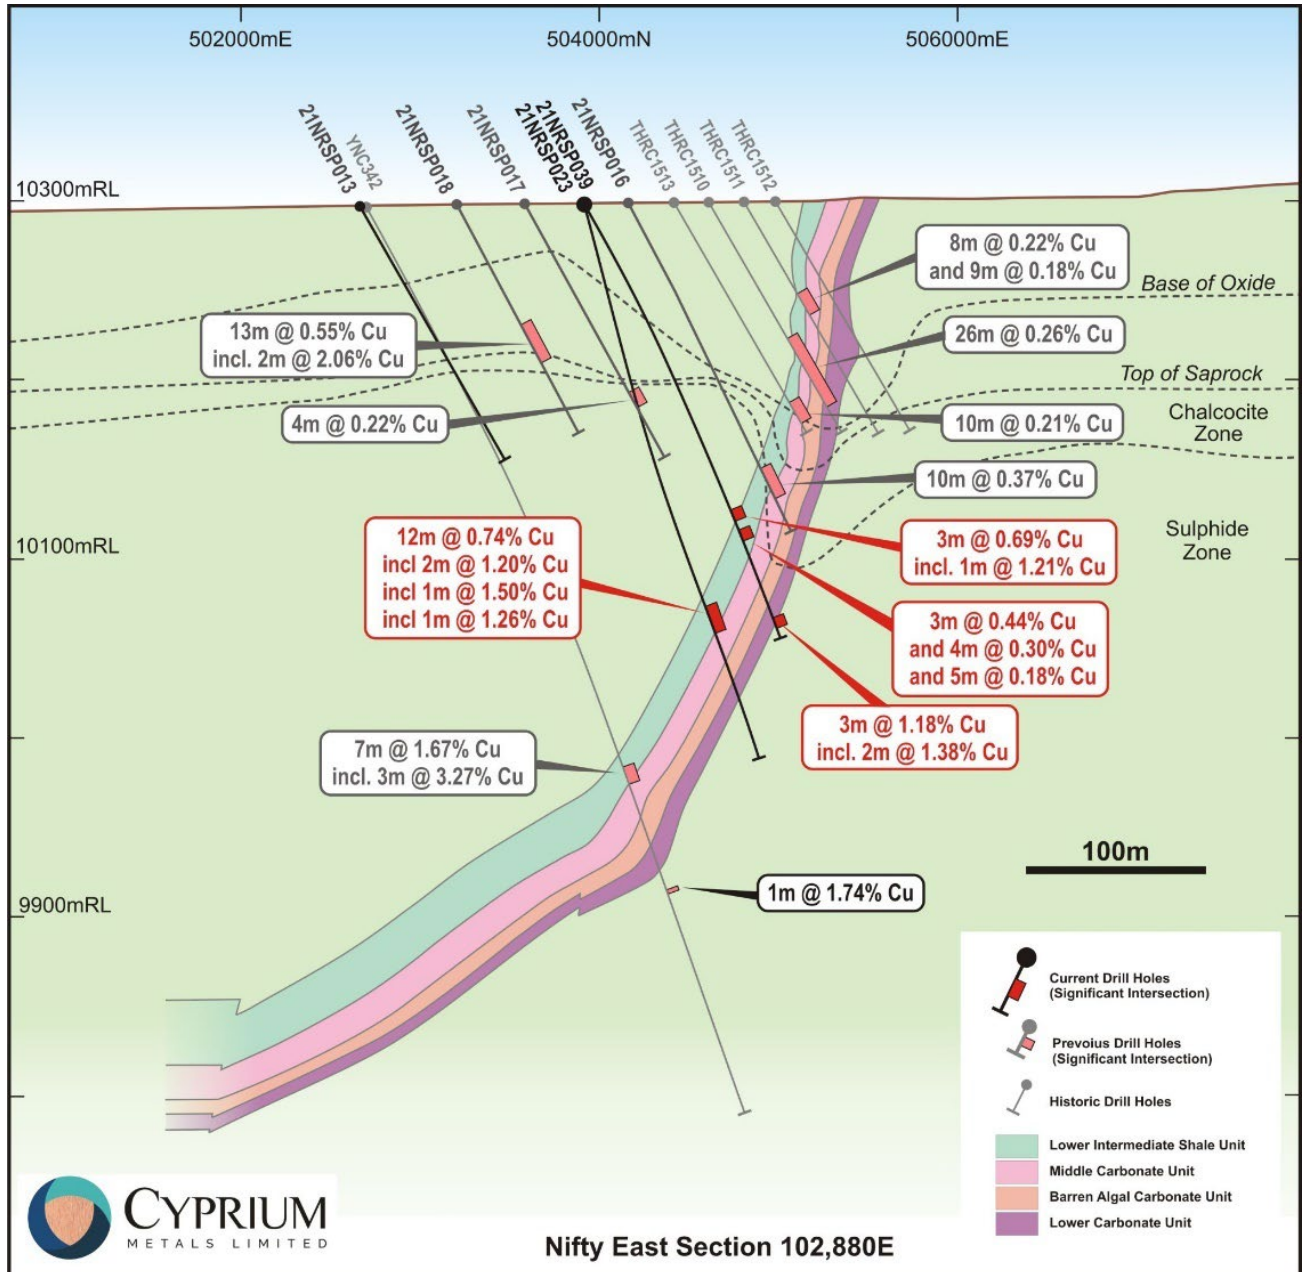 502000mE
504000mN
506000mE
21NRSP013
YNC342
21NRSP018
21NRSP017
21NRSP023
21NRSP039
21NRSP016
THRC1513
THRC1510
THRC1511
THRC1512
10300mRL
8m @ 0.22% Cu
and 9m @ 0.18% Cu
Base of Oxide
13m @ 0.55% Cu
incl. 2m @ 2.06% Cu
26m @ 0.26% Cu
Top of Saprock
4m @ 0.22% Cu
10m @ 0.21% Cu
Chalcocite
Zone
10m @ 0.37% Cu
12m @ 0.74% Cu
incl 2m @ 1.20% Cu
incl 1m @ 1.50% Cu
incl 1m @ 1.26% Cu
10100mRL
3m @ 0.69% Cu
incl. 1m @ 1.21% Cu
Sulphide
Zone
3m @ 0.44% Cu
and 4m @ 0.30% Cu
and 5m @ 0.18% Cu
3m @ 1.18% Cu
incl. 2m @ 1.38% Cu
7m @ 1.67% Cu
incl. 3m @ 3.27% Cu
100m
1m @ 1.74% Cu
9900mRL
Current Drill Holes
(Significant Intersection)
Prevoius Drill Holes
(Significant Intersection)
Historic Drill Holes
Lower Intermediate Shale Unit
Middle Carbonate Unit
Barren Algal Carbonate Unit
Lower Carbonate Unit
CYPRIUM
METALS LIMITED
Nifty East Section 102,880E